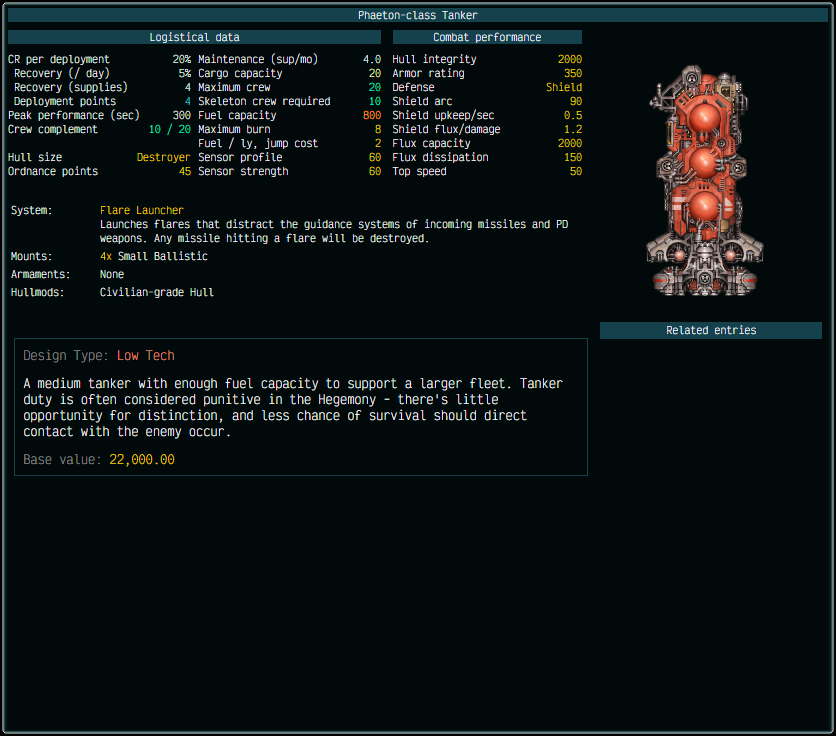 Phaeton-class Tanker
Logistical data
CR per deployment 20% Maintenance (sup/mo) 4.0
Recovery (/ day) 5% Cargo capacity 20
Recovery (supplies) 4 Maximum crew 20
Deployment points 4 Skeleton crew required 10
Peak performance (sec) 300 Fuel capacity 800
Crew complement 10 / 20 Maximum burn 8
Fuel / ly, jump cost 2
Hull size Destroyer Sensor profile 60
Ordnance points 45 Sensor strength 60
Combat performance
Hull integrity 2000
Armor rating 350
Defense Shield
Shield arc 90
Shield upkeep/sec 0.5
Shield flux/damage 1.2
Flux capacity 2000
Flux dissipation 150
Top speed 50
System: Flare Launcher
Launches flares that distract the guidance systems of incoming missiles and PD
weapons. Any missile hitting a flare will be destroyed.
Mounts: 4x Small Ballistic
Armaments: None
Hullmods: Civilian-grade Hull
Related entries
Design Type: Low Tech
A medium tanker with enough fuel capacity to support a larger fleet. Tanker
duty is often considered punitive in the Hegemony - there's little
opportunity for distinction, and less chance of survival should direct
contact with the enemy occur.
Base value: 22,000.00